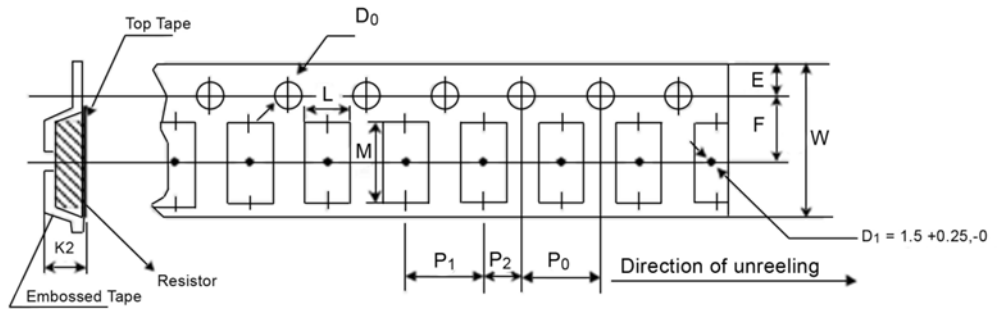 Top Tape
D₀
L
E
F
W
M
D₁ = 1.5 +0.25,-0
K2
P₁
P₂
P₀
Direction of unreeling
Resistor
Embossed Tape